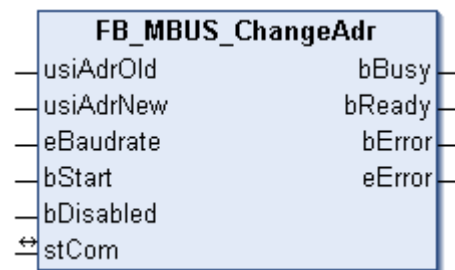 FB_MBUS_ChangeAdr
usiAdrOld bBusy
usiAdrNew bReady
eBaudrate bError
bStart eError
bDisabled
stCom